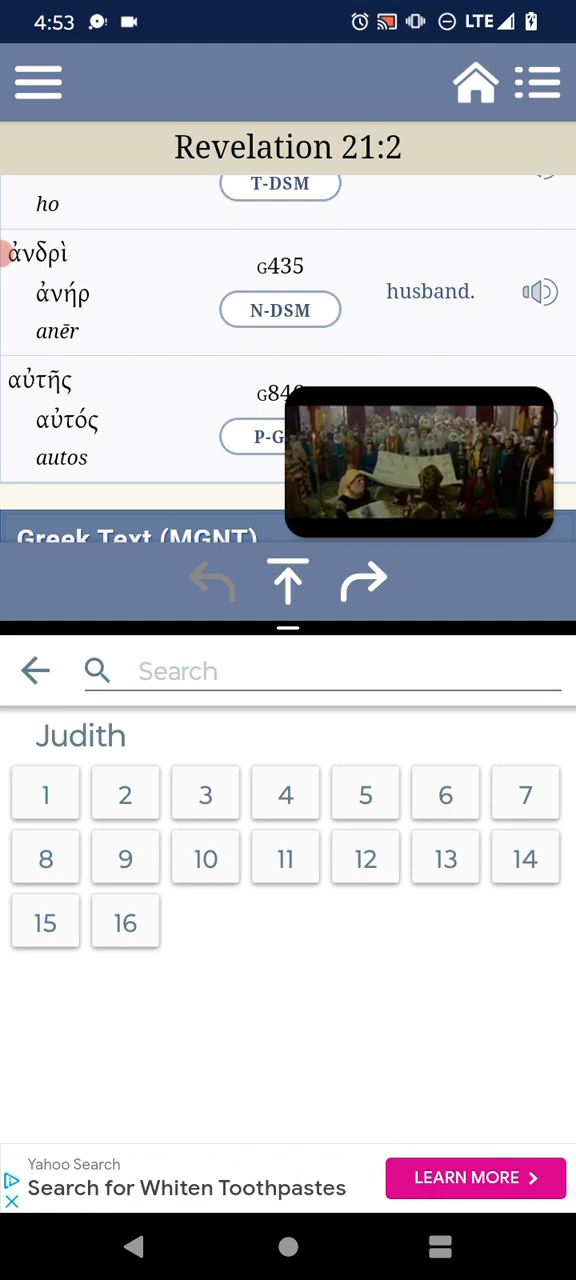 4:53
LTE
Revelation 21:2
T-DSM
ho
ἀνδρὶ
G435
ἀνήρ
husband.
N-DSM
anēr
αὐτῆς
G846
αὐτός
P-G
autos
Greek Text (MGNT)
Search
Judith
1 2 3 4 5 6 7
8 9 10 11 12 13 14
15 16
Yahoo Search
Search for Whiten Toothpastes
LEARN MORE